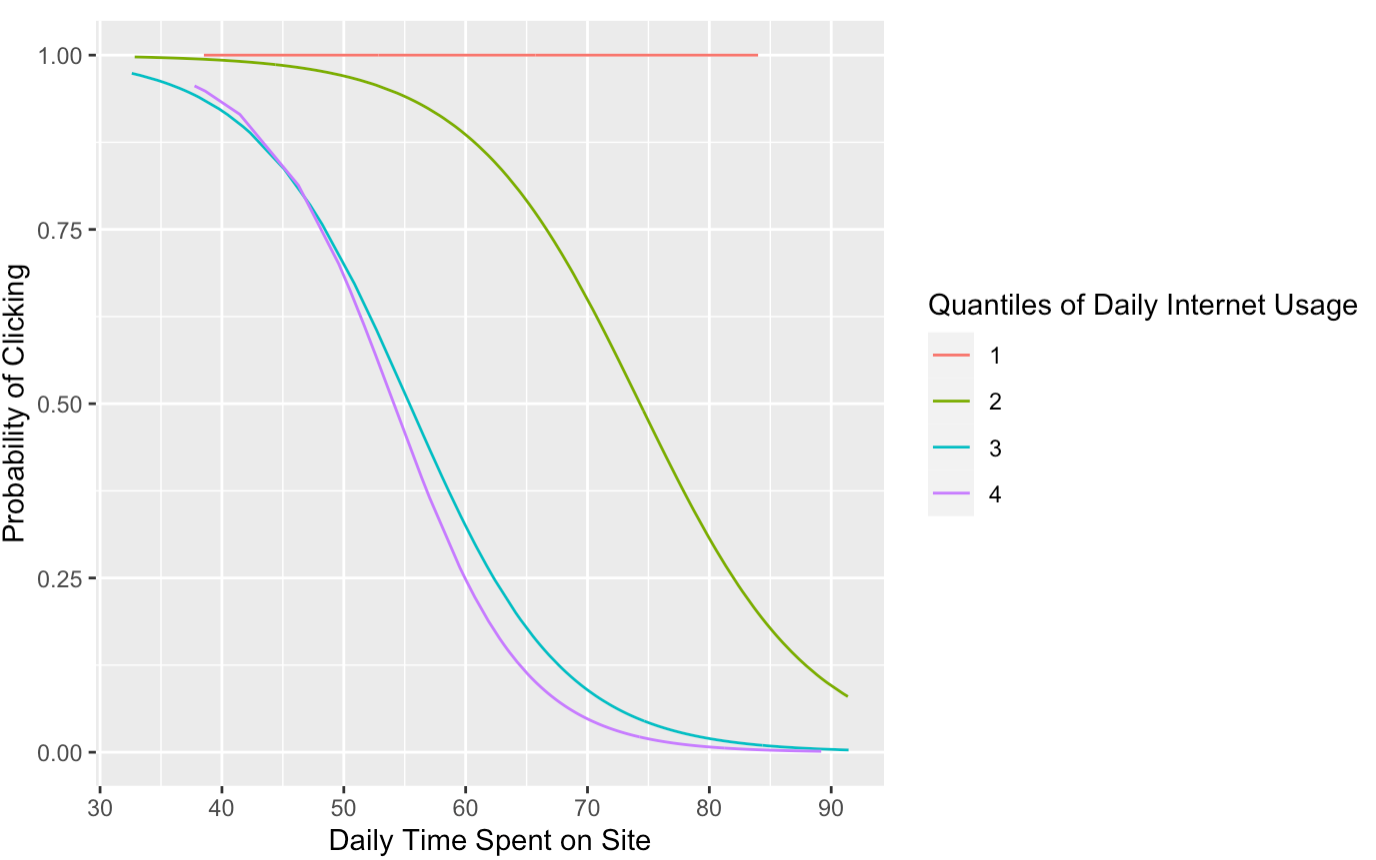 1.00
0.75
0.50
0.25
0.00
Probability of Clicking
30 40 50 60 70 80 90
Daily Time Spent on Site
Quantiles of Daily Internet Usage
1
2
3
4